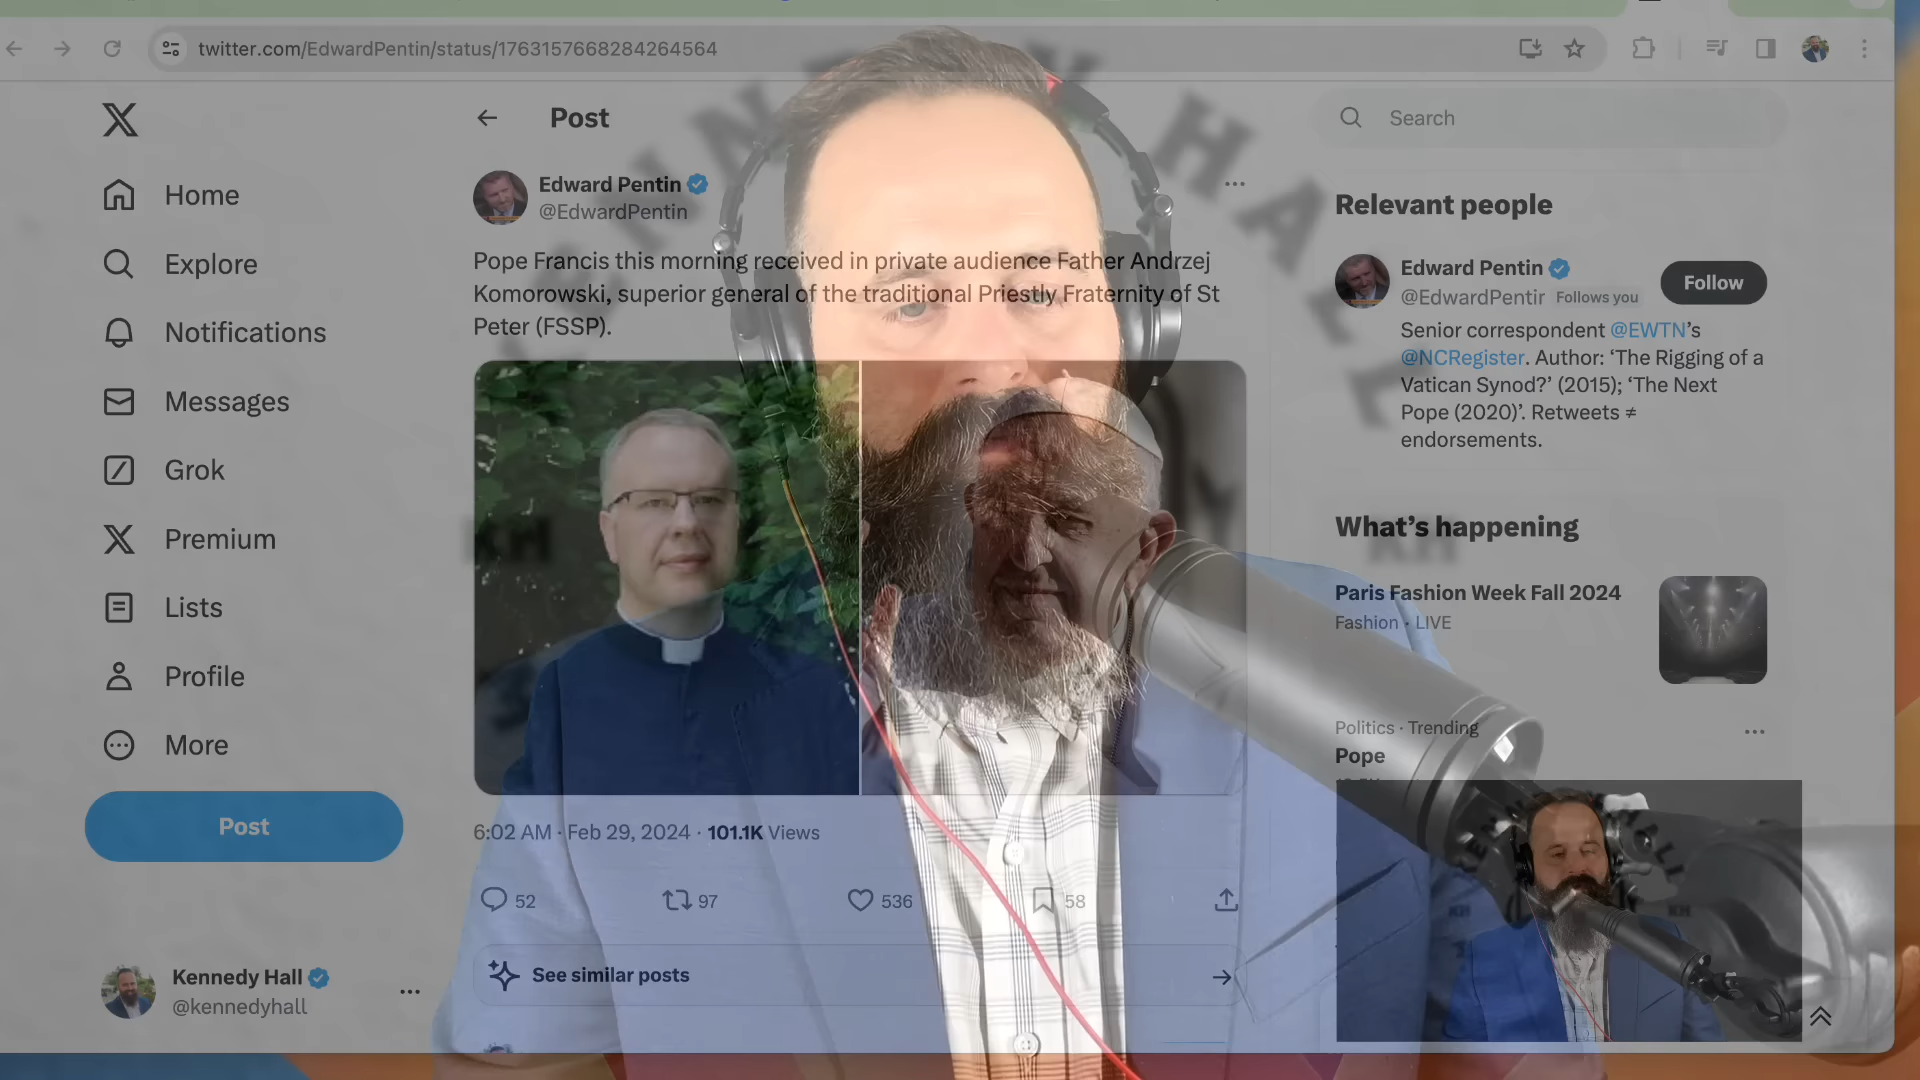 twitter.com/EdwardPentin/status/1763157668284264564
Home
Explore
Notifications
Messages
Grok
Premium
Lists
Profile
More
Post
Kennedy Hall
@kennedyhall
Post
Edward Pentin
@EdwardPentin
Pope Francis this morning received in private audience Father Andrzej
Komorowski, superior general of the traditional Priestly Fraternity of St
Peter (FSSP).
6:02 AM · Feb 29, 2024 · 101.1K Views
52
97
536
58
See similar posts
Search
Relevant people
Edward Pentin
@EdwardPentin Follows you
Follow
Senior correspondent @EWTN’s
@NCRegister. Author: ‘The Rigging of a
Vatican Synod?’ (2015); ‘The Next
Pope (2020)’. Retweets ≠
endorsements.
What’s happening
Paris Fashion Week Fall 2024
Fashion · LIVE
Politics · Trending
Pope
KENNEDY HALL
KH
KH